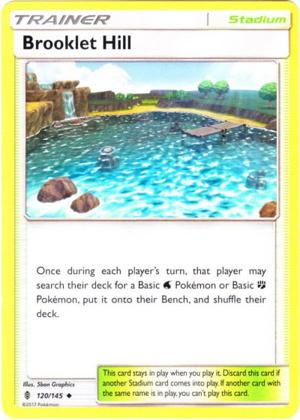 TRAINER Stadium
Brooklet Hill
Once during each player's turn, that player may
search their deck for a Basic Pokémon or Basic
Pokémon, put it onto their Bench, and shuffle their
deck.
This card stays in play when you play it. Discard this card if
another Stadium card comes into play. If another card with
the same name is in play, you can't play this card.
Illus. 5ban Graphics
120/145
©2017 Pokémon